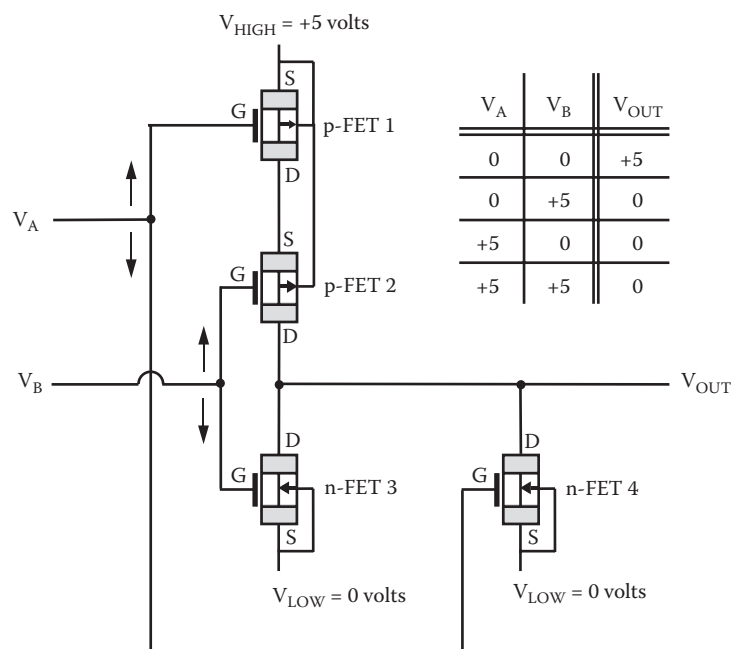 V_HIGH = +5 volts
S
G
p-FET 1
D
V_A V_B V_OUT
0 0 +5
0 +5 0
+5 0 0
+5 +5 0
V_A
S
G
p-FET 2
D
V_B
V_OUT
D
G
n-FET 3
S
V_LOW = 0 volts
D
G
n-FET 4
S
V_LOW = 0 volts